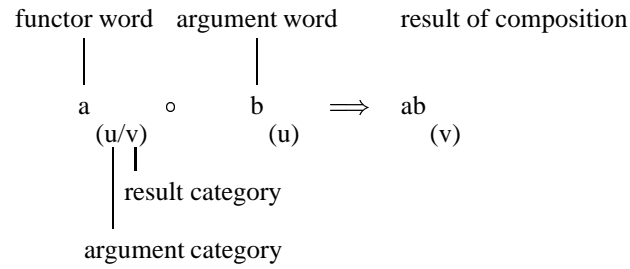 functor word argument word result of composition
a ∘ b ⟹ ab
(u/v) (u) (v)
result category
argument category